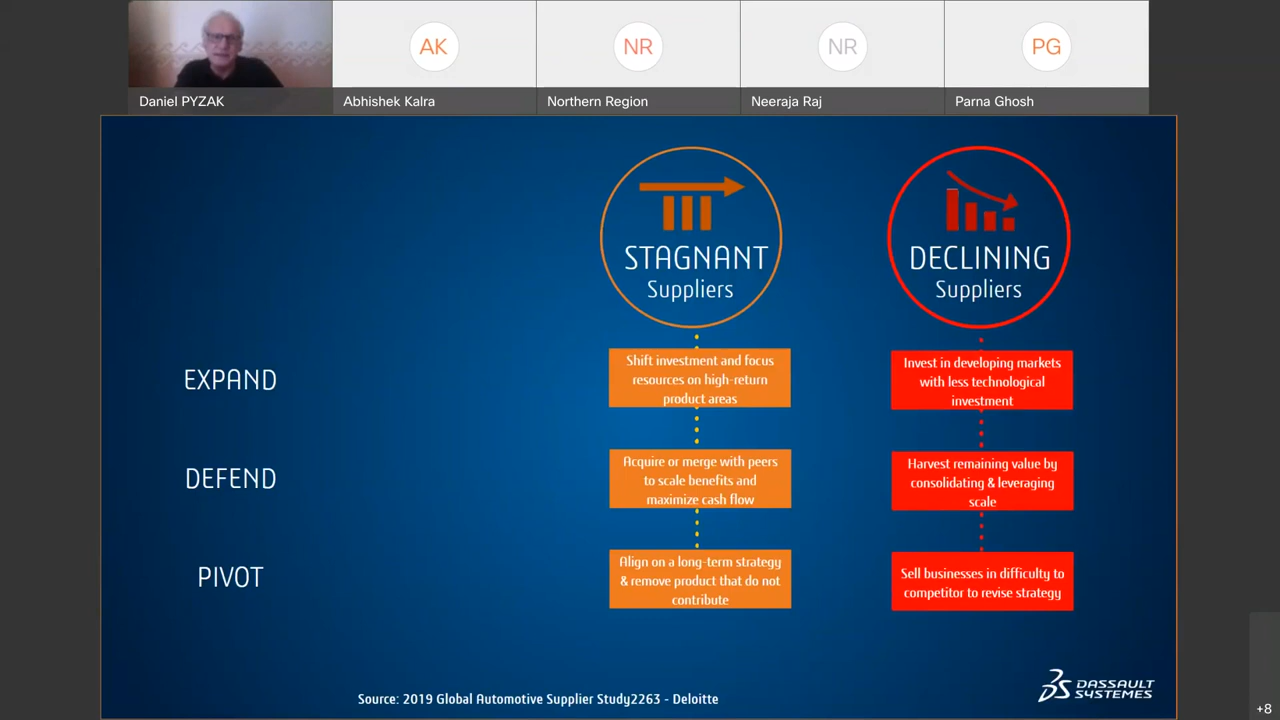 AK
NR
NR
PG
Daniel PYZAK
Abhishek Kalra
Northern Region
Neeraja Raj
Parna Ghosh
STAGNANT
Suppliers
DECLINING
Suppliers
EXPAND
Shift investment and focus
resources on high-return
product areas
Invest in developing markets
with less technological
investment
DEFEND
Acquire or merge with peers
to scale benefits and
maximize cash flow
Harvest remaining value by
consolidating & leveraging
scale
PIVOT
Align on a long-term strategy
& remove product that do not
contribute
Sell businesses in difficulty to
competitor to revise strategy
Source: 2019 Global Automotive Supplier Study2263 - Deloitte
DASSAULT
SYSTEMES
+8